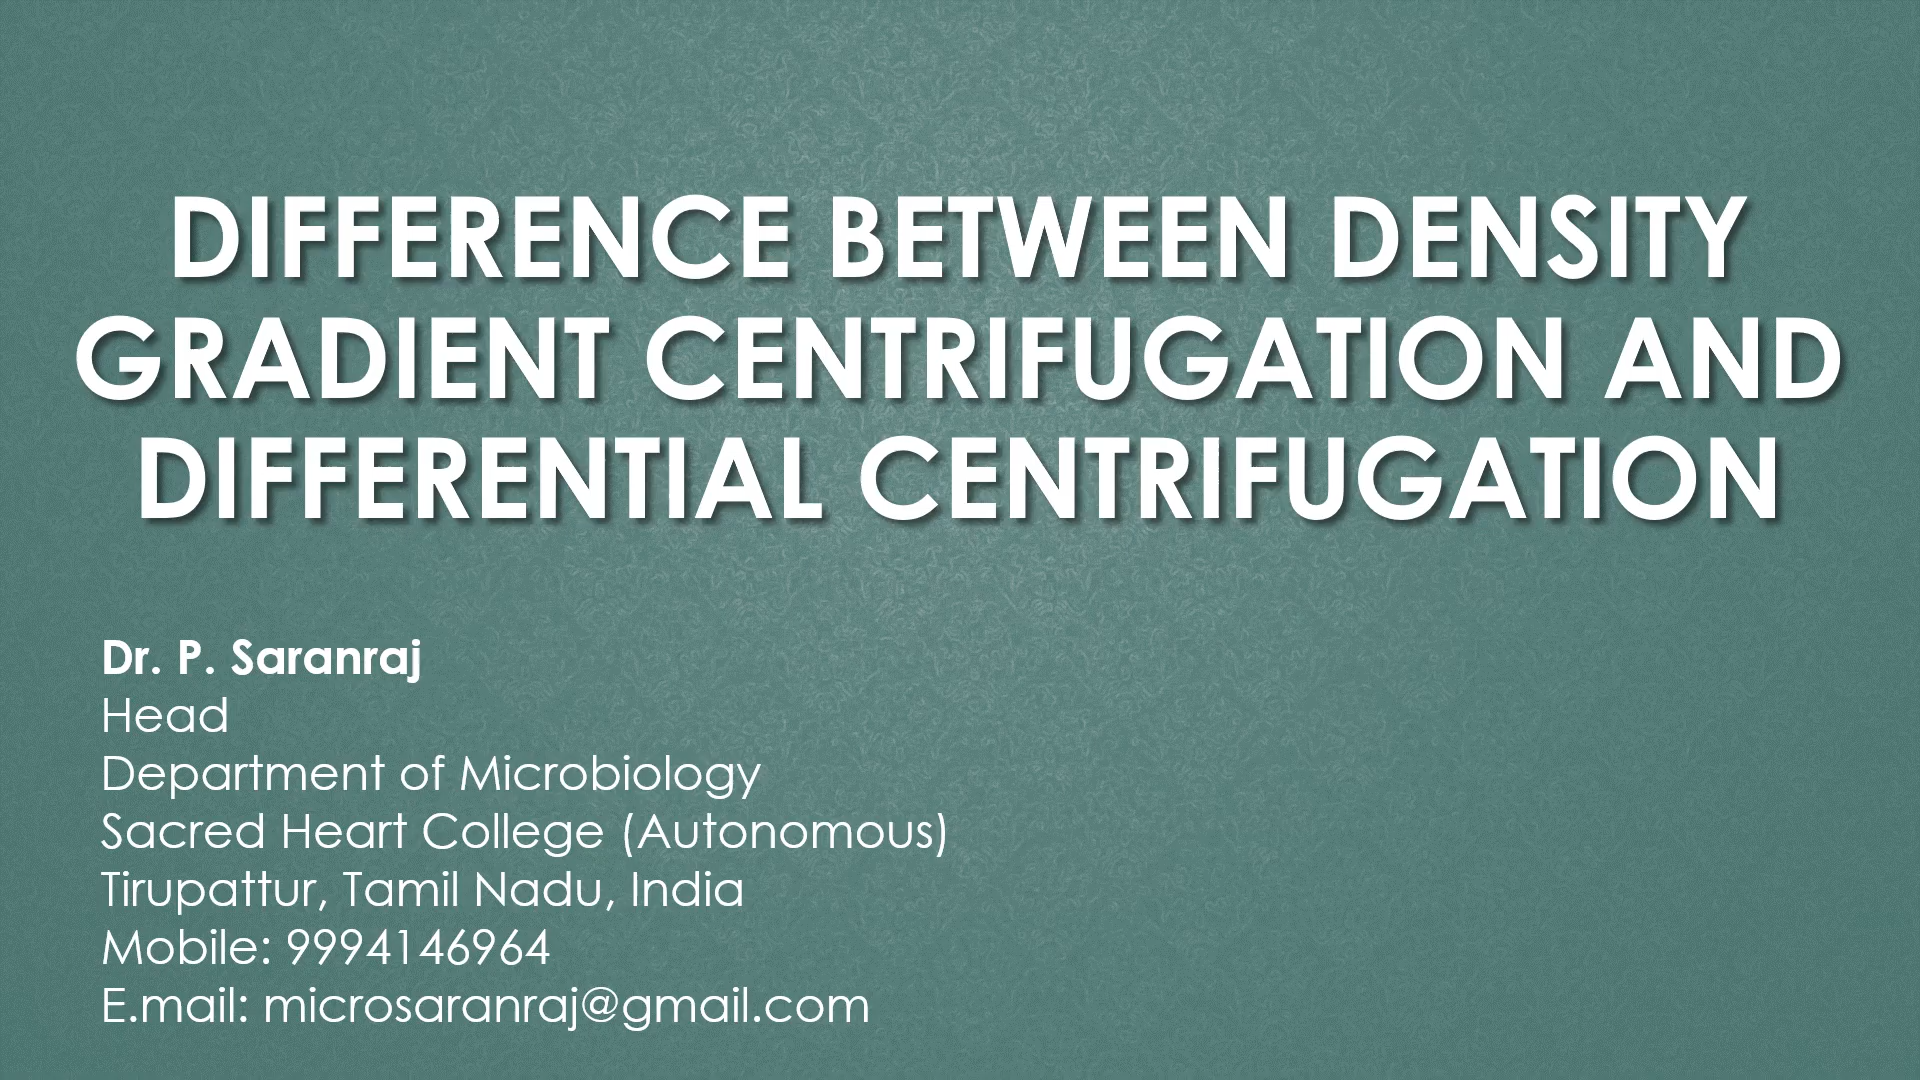 DIFFERENCE BETWEEN DENSITY
GRADIENT CENTRIFUGATION AND
DIFFERENTIAL CENTRIFUGATION
Dr. P. Saranraj
Head
Department of Microbiology
Sacred Heart College (Autonomous)
Tirupattur, Tamil Nadu, India
Mobile: 9994146964
E.mail: microsaranraj@gmail.com